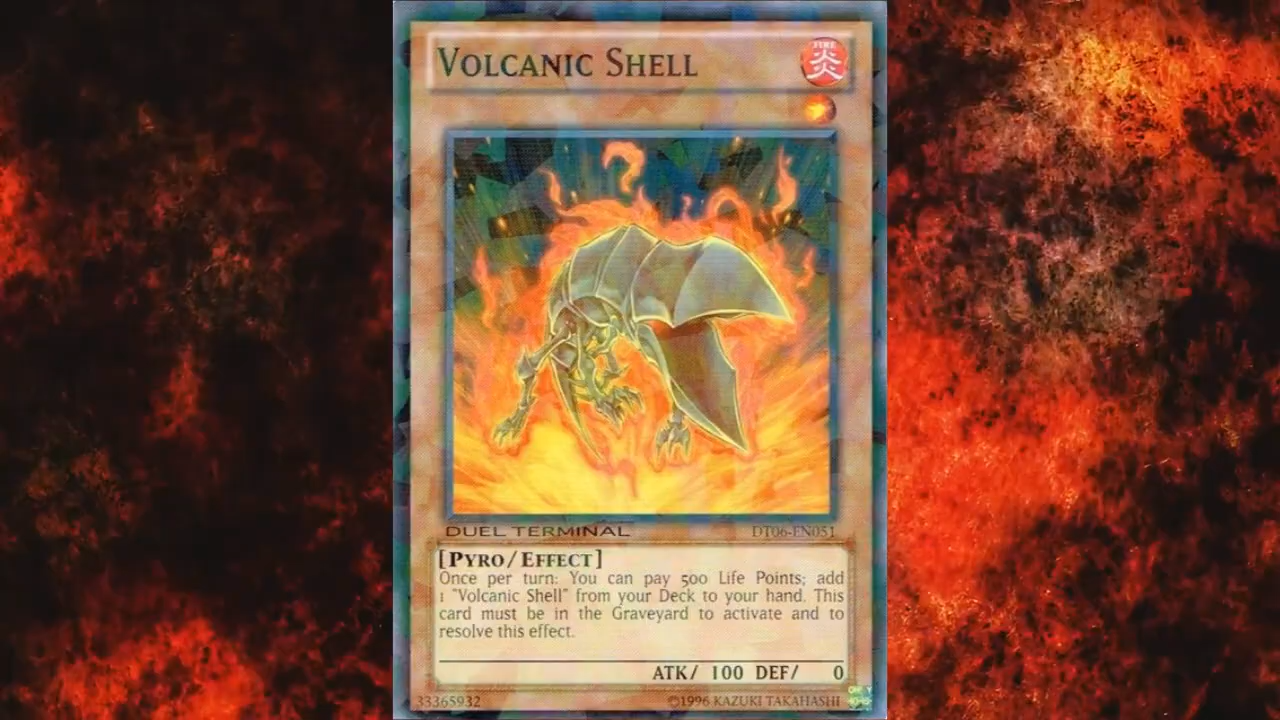 VOLCANIC SHELL
FIRE
炎
DUEL TERMINAL
DT06-EN051
[PYRO/EFFECT]
Once per turn: You can pay 500 Life Points; add
1 "Volcanic Shell" from your Deck to your hand. This
card must be in the Graveyard to activate and to
resolve this effect.
ATK/ 100 DEF/ 0
33365932
©1996 KAZUKI TAKAHASHI